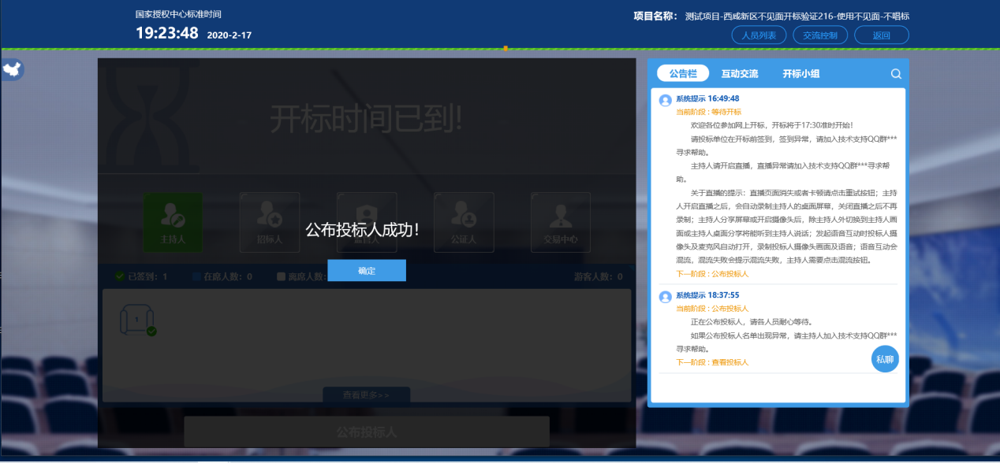 国家授权中心标准时间
19:23:48 2020-2-17
项目名称： 测试项目-西咸新区不见面开标验证216-使用不见面-不唱标
人员列表 交流控制 返回
开标时间已到!
主持人 招标人 监管人 公证人 交易中心
公布投标人成功！
确定
已签到：1 在席人数：0 离席人数： 游客人数：0
1
查看更多>>
公布投标人
公告栏 互动交流 开标小组
系统提示 16:49:48
当前阶段 : 等待开标
欢迎各位参加网上开标，开标将于17:30准时开始！
请投标单位在开标前签到，签到异常，请加入技术支持QQ群***
寻求帮助。
主持人请开启直播，直播异常请加入技术支持QQ群***寻求帮
助。
关于直播的提示：直播页面消失或者卡顿请点击重试按钮；主持
人开启直播之后，会自动录制主持人的桌面屏幕，关闭直播之后不再
录制；主持人分享屏幕或开启摄像头后，除主持人外切换到主持人画
面或主持人桌面分享将能听到主持人说话；发起语音互动时投标人摄
像头及麦克风自动打开，录制投标人摄像头画面及语音；语音互动会
混流，混流失败会提示混流失败，主持人需要点击混流按钮。
下一阶段 : 公布投标人
系统提示 18:37:55
当前阶段 : 公布投标人
正在公布投标人，请各人员耐心等待。
如果公布投标人名单出现异常，请主持人加入技术支持QQ群***
寻求帮助。
下一阶段 : 查看投标人
私聊